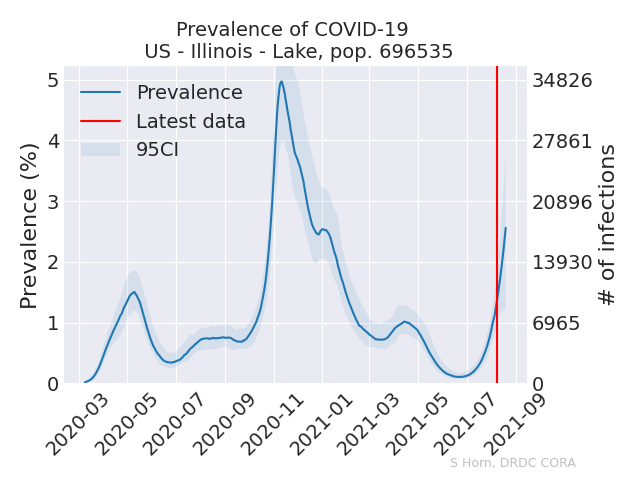 Prevalence of COVID-19
US - Illinois - Lake, pop. 696535
Prevalence
Latest data
95CI
Prevalence (%)
5
4
3
2
1
0
34826
27861
20896
13930
6965
0
# of infections
2020-03
2020-05
2020-07
2020-09
2020-11
2021-01
2021-03
2021-05
2021-07
2021-09
S Horn, DRDC CORA